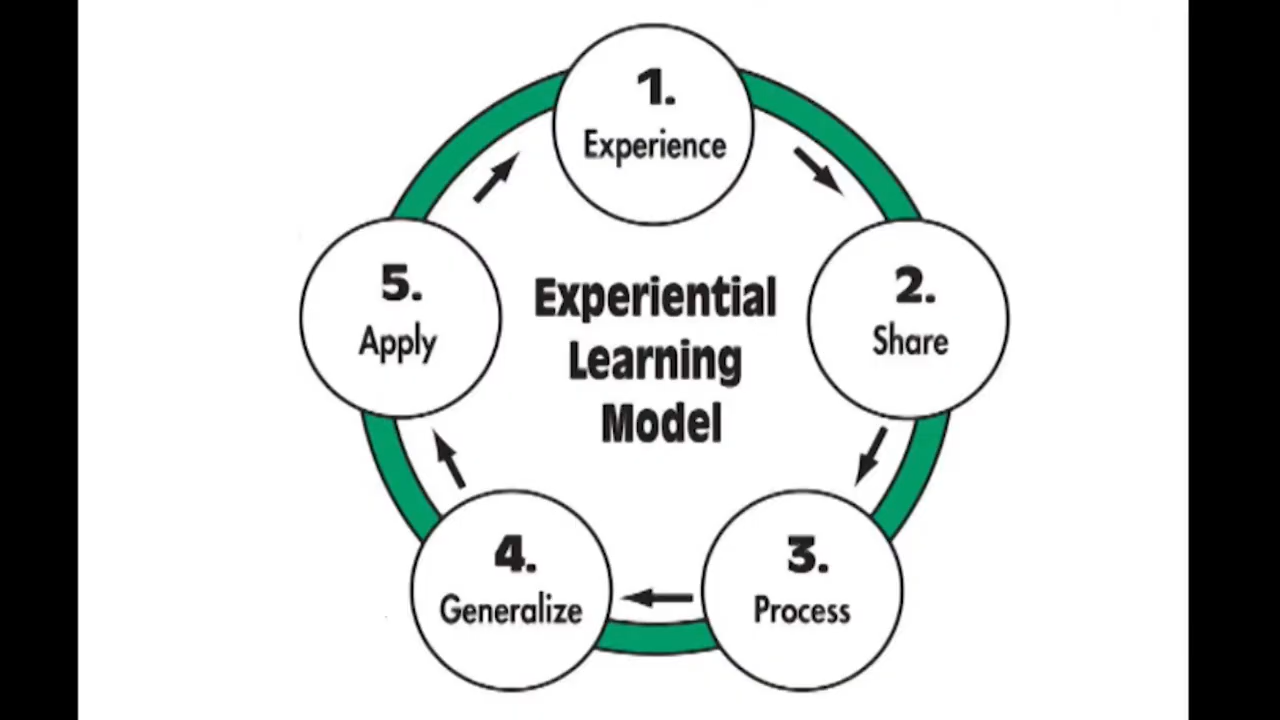 1.
Experience
2.
Share
3.
Process
4.
Generalize
5.
Apply
Experiential
Learning
Model